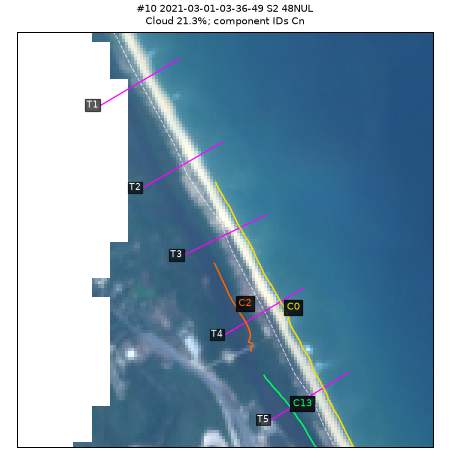 #10 2021-03-01-03-36-49 S2 48NUL
Cloud 21.3%; component IDs Cn
T1
T2
T3
C2
C0
T4
C13
T5